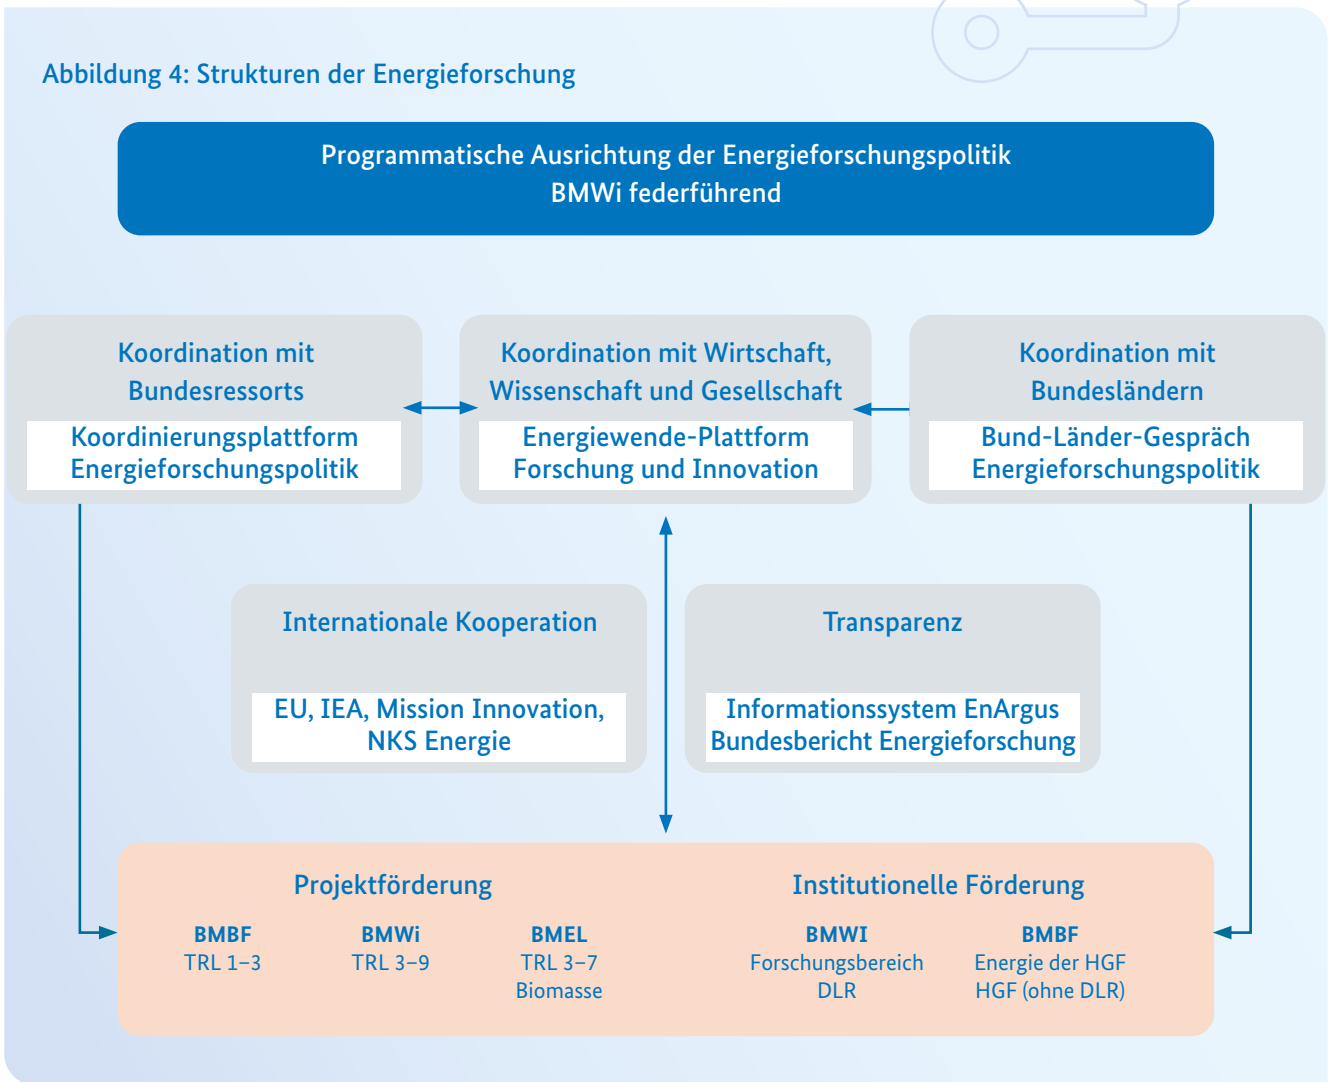 Abbildung 4: Strukturen der Energieforschung
Programmatische Ausrichtung der Energieforschungspolitik
BMWi federführend
Koordination mit
Bundesressorts
Koordinierungsplattform
Energieforschungspolitik
Koordination mit Wirtschaft,
Wissenschaft und Gesellschaft
Energiewende-Plattform
Forschung und Innovation
Koordination mit
Bundesländern
Bund-Länder-Gespräch
Energieforschungspolitik
Internationale Kooperation
EU, IEA, Mission Innovation,
NKS Energie
Transparenz
Informationssystem EnArgus
Bundesbericht Energieforschung
Projektförderung
BMBF
TRL 1–3
BMWi
TRL 3–9
BMEL
TRL 3–7
Biomasse
Institutionelle Förderung
BMWI
Forschungsbereich
DLR
BMBF
Energie der HGF
HGF (ohne DLR)